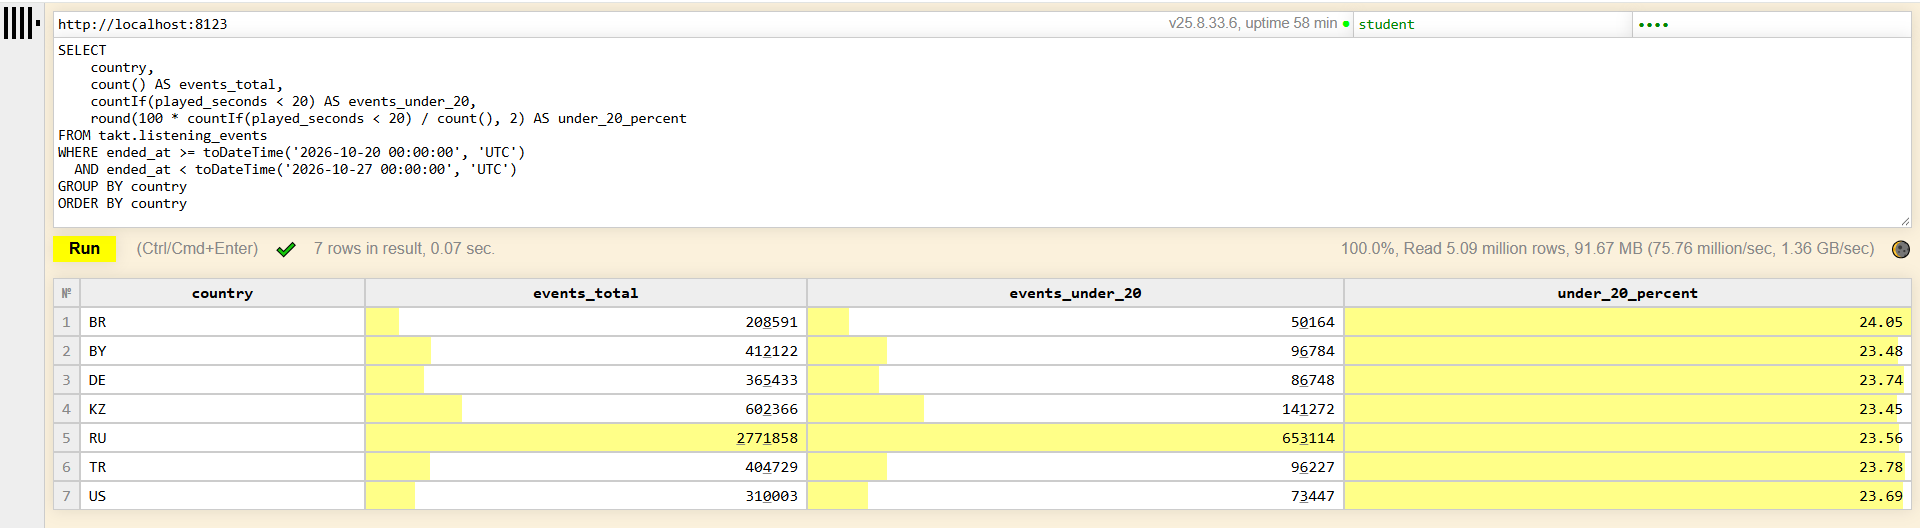 http://localhost:8123 v25.8.33.6, uptime 58 min student ••••
SELECT
    country,
    count() AS events_total,
    countIf(played_seconds < 20) AS events_under_20,
    round(100 * countIf(played_seconds < 20) / count(), 2) AS under_20_percent
FROM takt.listening_events
WHERE ended_at >= toDateTime('2026-10-20 00:00:00', 'UTC')
  AND ended_at < toDateTime('2026-10-27 00:00:00', 'UTC')
GROUP BY country
ORDER BY country
Run (Ctrl/Cmd+Enter) ✔ 7 rows in result, 0.07 sec. 100.0%, Read 5.09 million rows, 91.67 MB (75.76 million/sec, 1.36 GB/sec)
№ country events_total events_under_20 under_20_percent
1 BR 208591 50164 24.05
2 BY 412122 96784 23.48
3 DE 365433 86748 23.74
4 KZ 602366 141272 23.45
5 RU 2771858 653114 23.56
6 TR 404729 96227 23.78
7 US 310003 73447 23.69